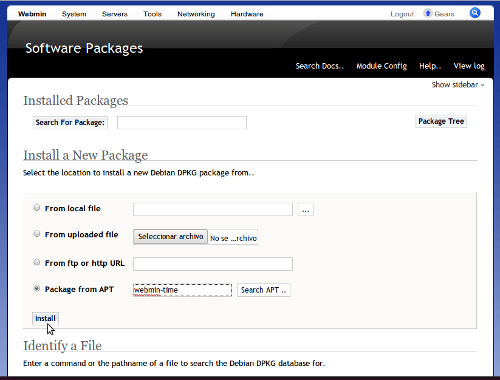 Webmin System Servers Tools Networking Hardware Logout Gears
Software Packages
Search Docs.. Module Config Help.. View log
Show sidebar »
Installed Packages
Search For Package: Package Tree
Install a New Package
Select the location to install a new Debian DPKG package from..
From local file ...
From uploaded file Seleccionar archivo No se ...rchivo
From ftp or http URL
Package from APT webmin-time Search APT ..
Install
Identify a File
Enter a command or the pathname of a file to search the Debian DPKG database for.